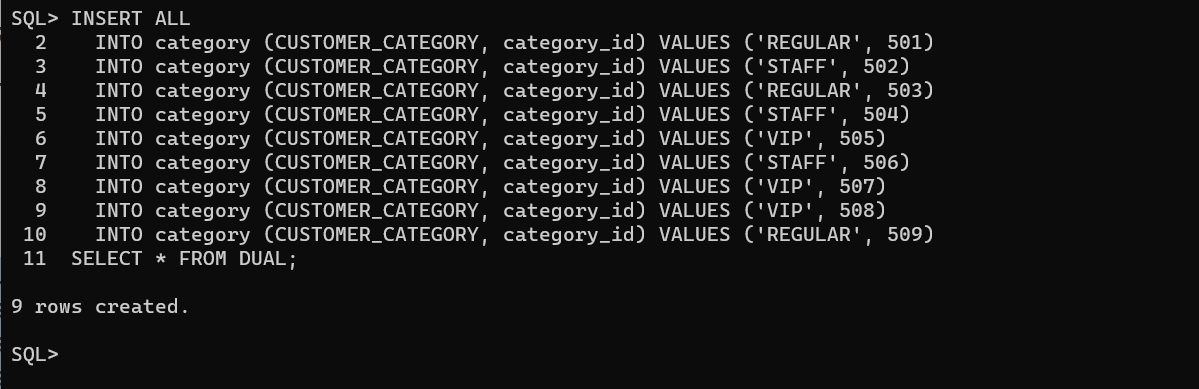 SQL> INSERT ALL
  2    INTO category (CUSTOMER_CATEGORY, category_id) VALUES ('REGULAR', 501)
  3    INTO category (CUSTOMER_CATEGORY, category_id) VALUES ('STAFF', 502)
  4    INTO category (CUSTOMER_CATEGORY, category_id) VALUES ('REGULAR', 503)
  5    INTO category (CUSTOMER_CATEGORY, category_id) VALUES ('STAFF', 504)
  6    INTO category (CUSTOMER_CATEGORY, category_id) VALUES ('VIP', 505)
  7    INTO category (CUSTOMER_CATEGORY, category_id) VALUES ('STAFF', 506)
  8    INTO category (CUSTOMER_CATEGORY, category_id) VALUES ('VIP', 507)
  9    INTO category (CUSTOMER_CATEGORY, category_id) VALUES ('VIP', 508)
 10    INTO category (CUSTOMER_CATEGORY, category_id) VALUES ('REGULAR', 509)
 11  SELECT * FROM DUAL;
9 rows created.
SQL>